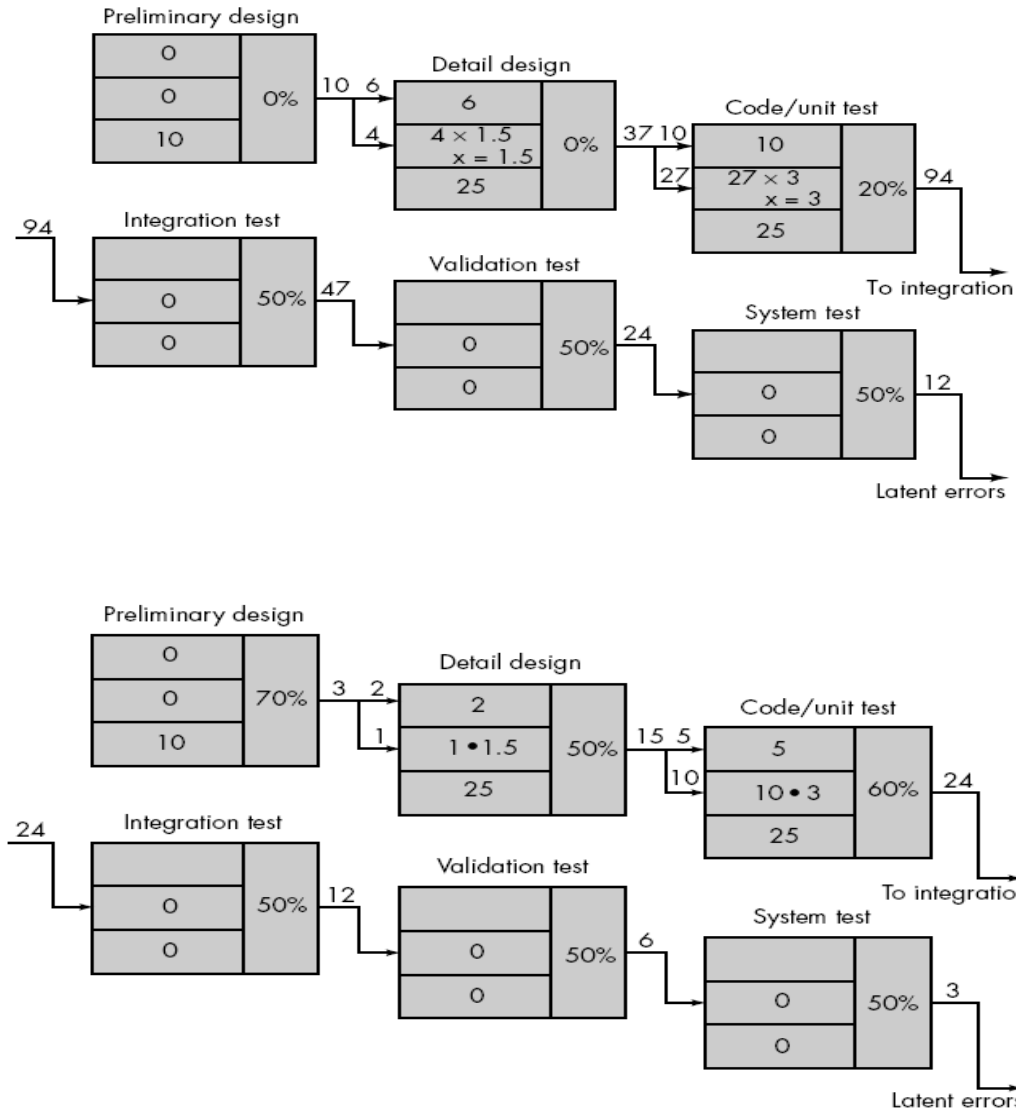 Preliminary design
0
0
10
0%
10
6
4
Detail design
6
4 × 1.5
x = 1.5
25
0%
37
10
27
Code/unit test
10
27 × 3
x = 3
25
20%
94
To integration
94
Integration test
0
0
50%
47
Validation test
0
0
50%
24
System test
0
0
50%
12
Latent errors
Preliminary design
0
0
10
70%
3
2
1
Detail design
2
1 • 1.5
25
50%
15
5
10
Code/unit test
5
10 • 3
25
60%
24
To integratio
24
Integration test
0
0
50%
12
Validation test
0
0
50%
6
System test
0
0
50%
3
Latent errors